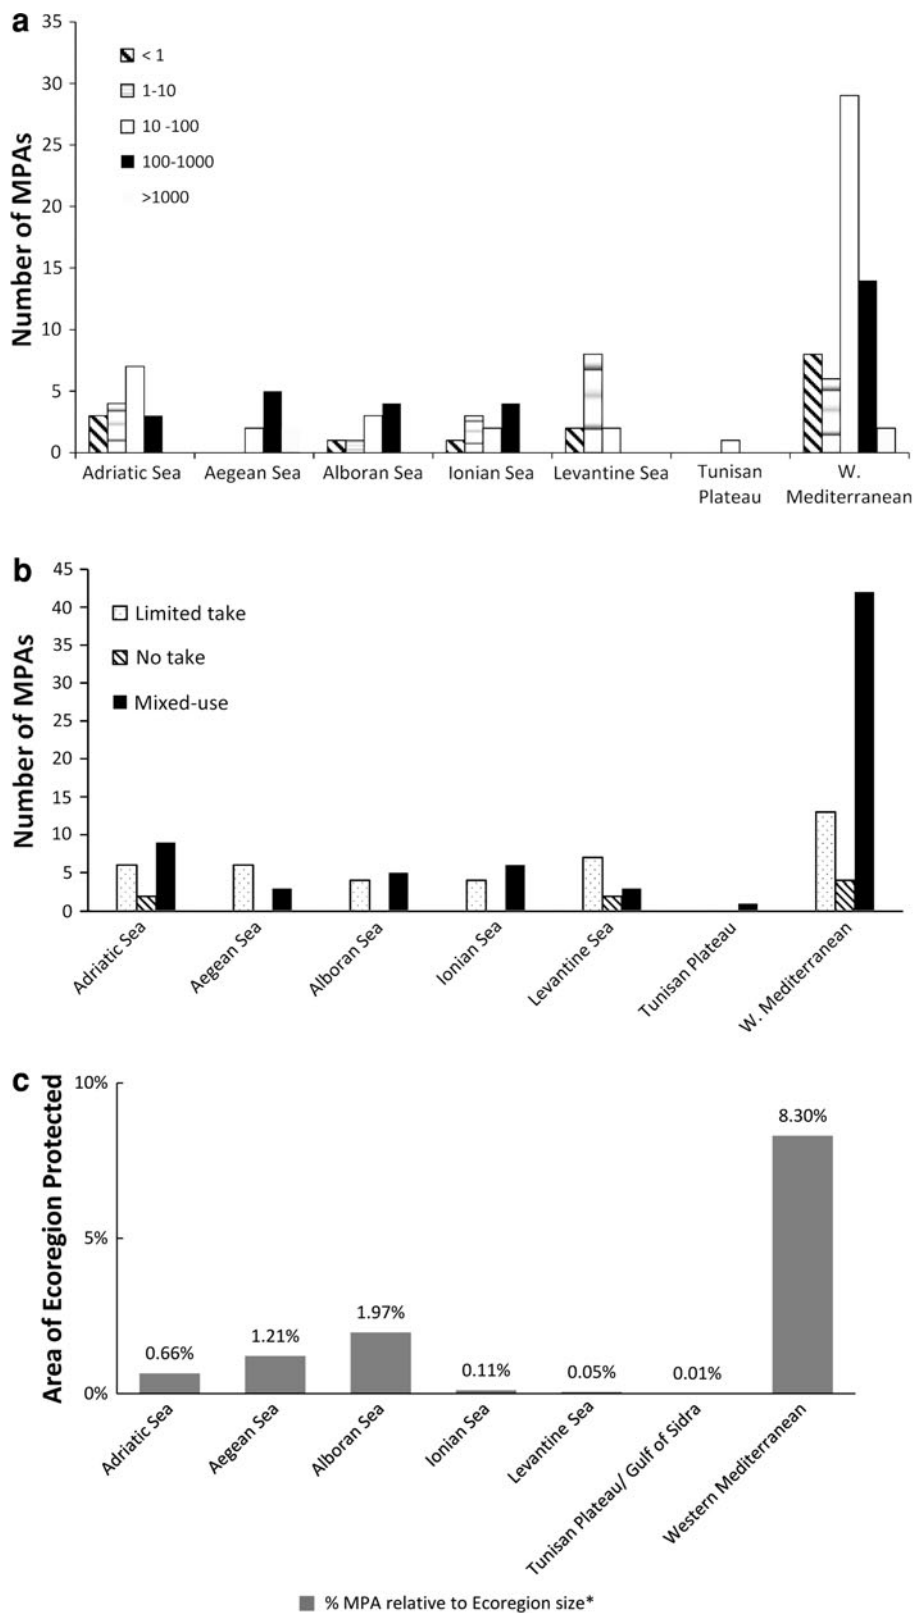 a
35
30
25
20
15
10
5
0
Number of MPAs
< 1
1-10
10 -100
100-1000
>1000
Adriatic Sea
Aegean Sea
Alboran Sea
Ionian Sea
Levantine Sea
Tunisan
Plateau
W.
Mediterranean
b
45
40
35
30
25
20
15
10
5
0
Number of MPAs
Limited take
No take
Mixed-use
Adriatic Sea
Aegean Sea
Alboran Sea
Ionian Sea
Levantine Sea
Tunisan Plateau
W. Mediterranean
c
10%
5%
0%
Area of Ecoregion Protected
0.66%
1.21%
1.97%
0.11%
0.05%
0.01%
8.30%
Adriatic Sea
Aegean Sea
Alboran Sea
Ionian Sea
Levantine Sea
Tunisan Plateau/ Gulf of Sidra
Western Mediterranean
% MPA relative to Ecoregion size*